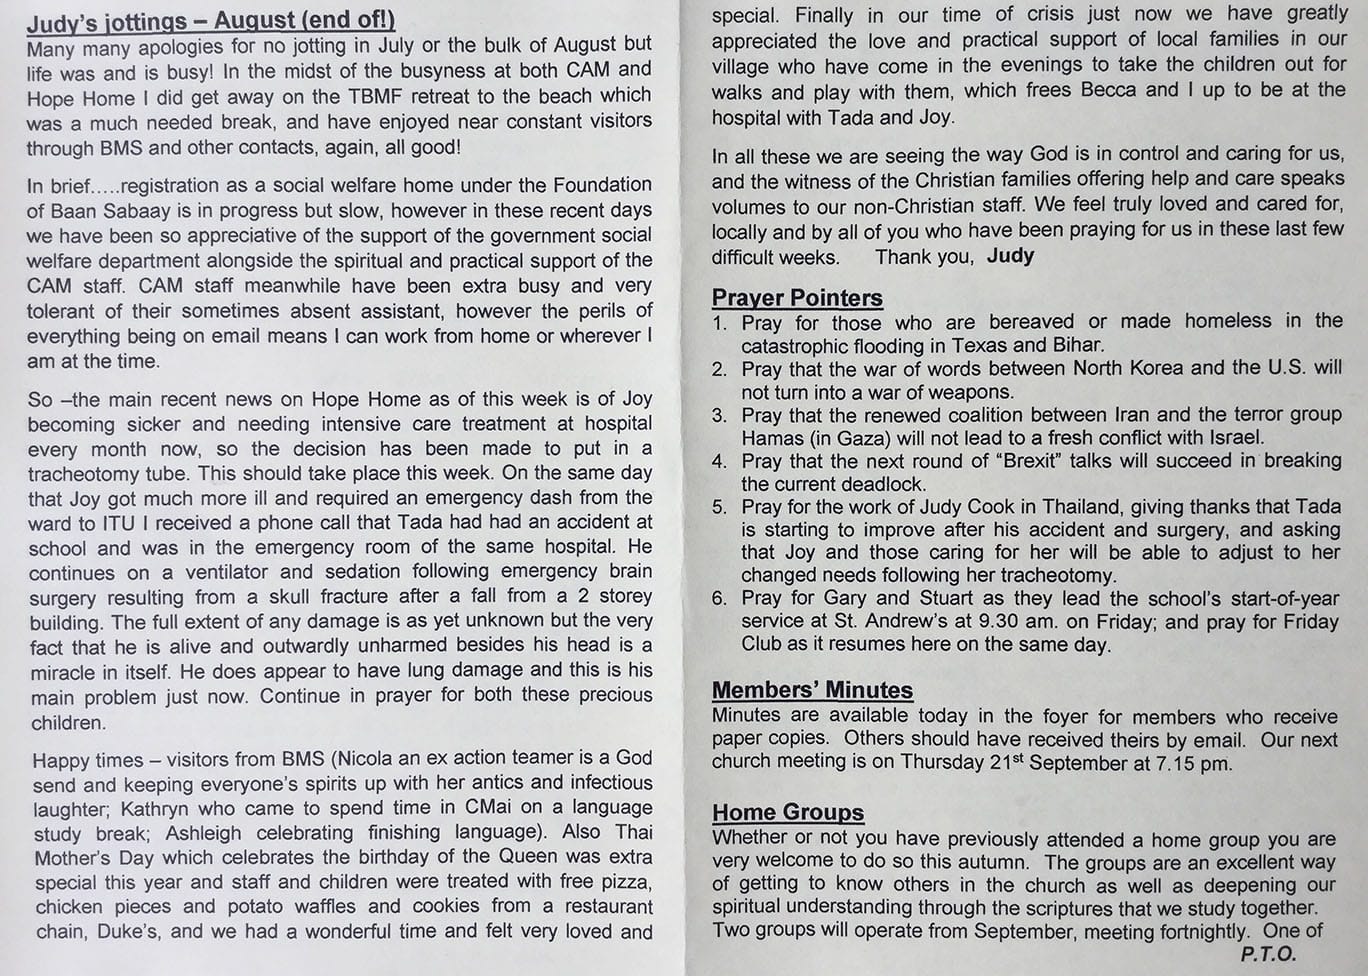 Judy's jottings – August (end of!)
Many many apologies for no jotting in July or the bulk of August but
life was and is busy! In the midst of the busyness at both CAM and
Hope Home I did get away on the TBMF retreat to the beach which
was a much needed break, and have enjoyed near constant visitors
through BMS and other contacts, again, all good!
In brief.....registration as a social welfare home under the Foundation
of Baan Sabaay is in progress but slow, however in these recent days
we have been so appreciative of the support of the government social
welfare department alongside the spiritual and practical support of the
CAM staff. CAM staff meanwhile have been extra busy and very
tolerant of their sometimes absent assistant, however the perils of
everything being on email means I can work from home or wherever I
am at the time.
So –the main recent news on Hope Home as of this week is of Joy
becoming sicker and needing intensive care treatment at hospital
every month now, so the decision has been made to put in a
tracheotomy tube. This should take place this week. On the same day
that Joy got much more ill and required an emergency dash from the
ward to ITU I received a phone call that Tada had had an accident at
school and was in the emergency room of the same hospital. He
continues on a ventilator and sedation following emergency brain
surgery resulting from a skull fracture after a fall from a 2 storey
building. The full extent of any damage is as yet unknown but the very
fact that he is alive and outwardly unharmed besides his head is a
miracle in itself. He does appear to have lung damage and this is his
main problem just now. Continue in prayer for both these precious
children.
Happy times – visitors from BMS (Nicola an ex action teamer is a God
send and keeping everyone's spirits up with her antics and infectious
laughter; Kathryn who came to spend time in CMai on a language
study break; Ashleigh celebrating finishing language). Also Thai
Mother's Day which celebrates the birthday of the Queen was extra
special this year and staff and children were treated with free pizza,
chicken pieces and potato waffles and cookies from a restaurant
chain, Duke's, and we had a wonderful time and felt very loved and
special. Finally in our time of crisis just now we have greatly
appreciated the love and practical support of local families in our
village who have come in the evenings to take the children out for
walks and play with them, which frees Becca and I up to be at the
hospital with Tada and Joy.
In all these we are seeing the way God is in control and caring for us,
and the witness of the Christian families offering help and care speaks
volumes to our non-Christian staff. We feel truly loved and cared for,
locally and by all of you who have been praying for us in these last few
difficult weeks. Thank you, Judy
Prayer Pointers
1. Pray for those who are bereaved or made homeless in the
catastrophic flooding in Texas and Bihar.
2. Pray that the war of words between North Korea and the U.S. will
not turn into a war of weapons.
3. Pray that the renewed coalition between Iran and the terror group
Hamas (in Gaza) will not lead to a fresh conflict with Israel.
4. Pray that the next round of "Brexit" talks will succeed in breaking
the current deadlock.
5. Pray for the work of Judy Cook in Thailand, giving thanks that Tada
is starting to improve after his accident and surgery, and asking
that Joy and those caring for her will be able to adjust to her
changed needs following her tracheotomy.
6. Pray for Gary and Stuart as they lead the school's start-of-year
service at St. Andrew's at 9.30 am. on Friday; and pray for Friday
Club as it resumes here on the same day.
Members' Minutes
Minutes are available today in the foyer for members who receive
paper copies. Others should have received theirs by email. Our next
church meeting is on Thursday 21st September at 7.15 pm.
Home Groups
Whether or not you have previously attended a home group you are
very welcome to do so this autumn. The groups are an excellent way
of getting to know others in the church as well as deepening our
spiritual understanding through the scriptures that we study together.
Two groups will operate from September, meeting fortnightly. One of
P.T.O.